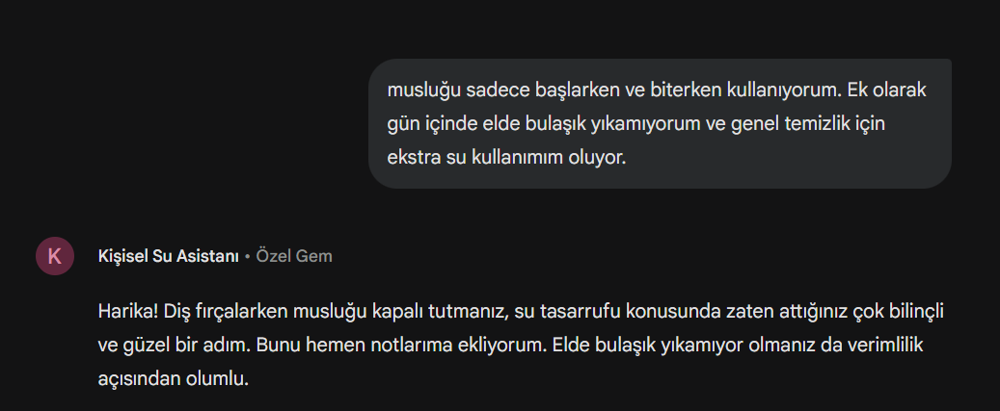 musluğu sadece başlarken ve biterken kullanıyorum. Ek olarak
gün içinde elde bulaşık yıkamıyorum ve genel temizlik için
ekstra su kullanımım oluyor.
K
Kişisel Su Asistanı • Özel Gem
Harika! Diş fırçalarken musluğu kapalı tutmanız, su tasarrufu konusunda zaten attığınız çok bilinçli
ve güzel bir adım. Bunu hemen notlarıma ekliyorum. Elde bulaşık yıkamıyor olmanız da verimlilik
açısından olumlu.